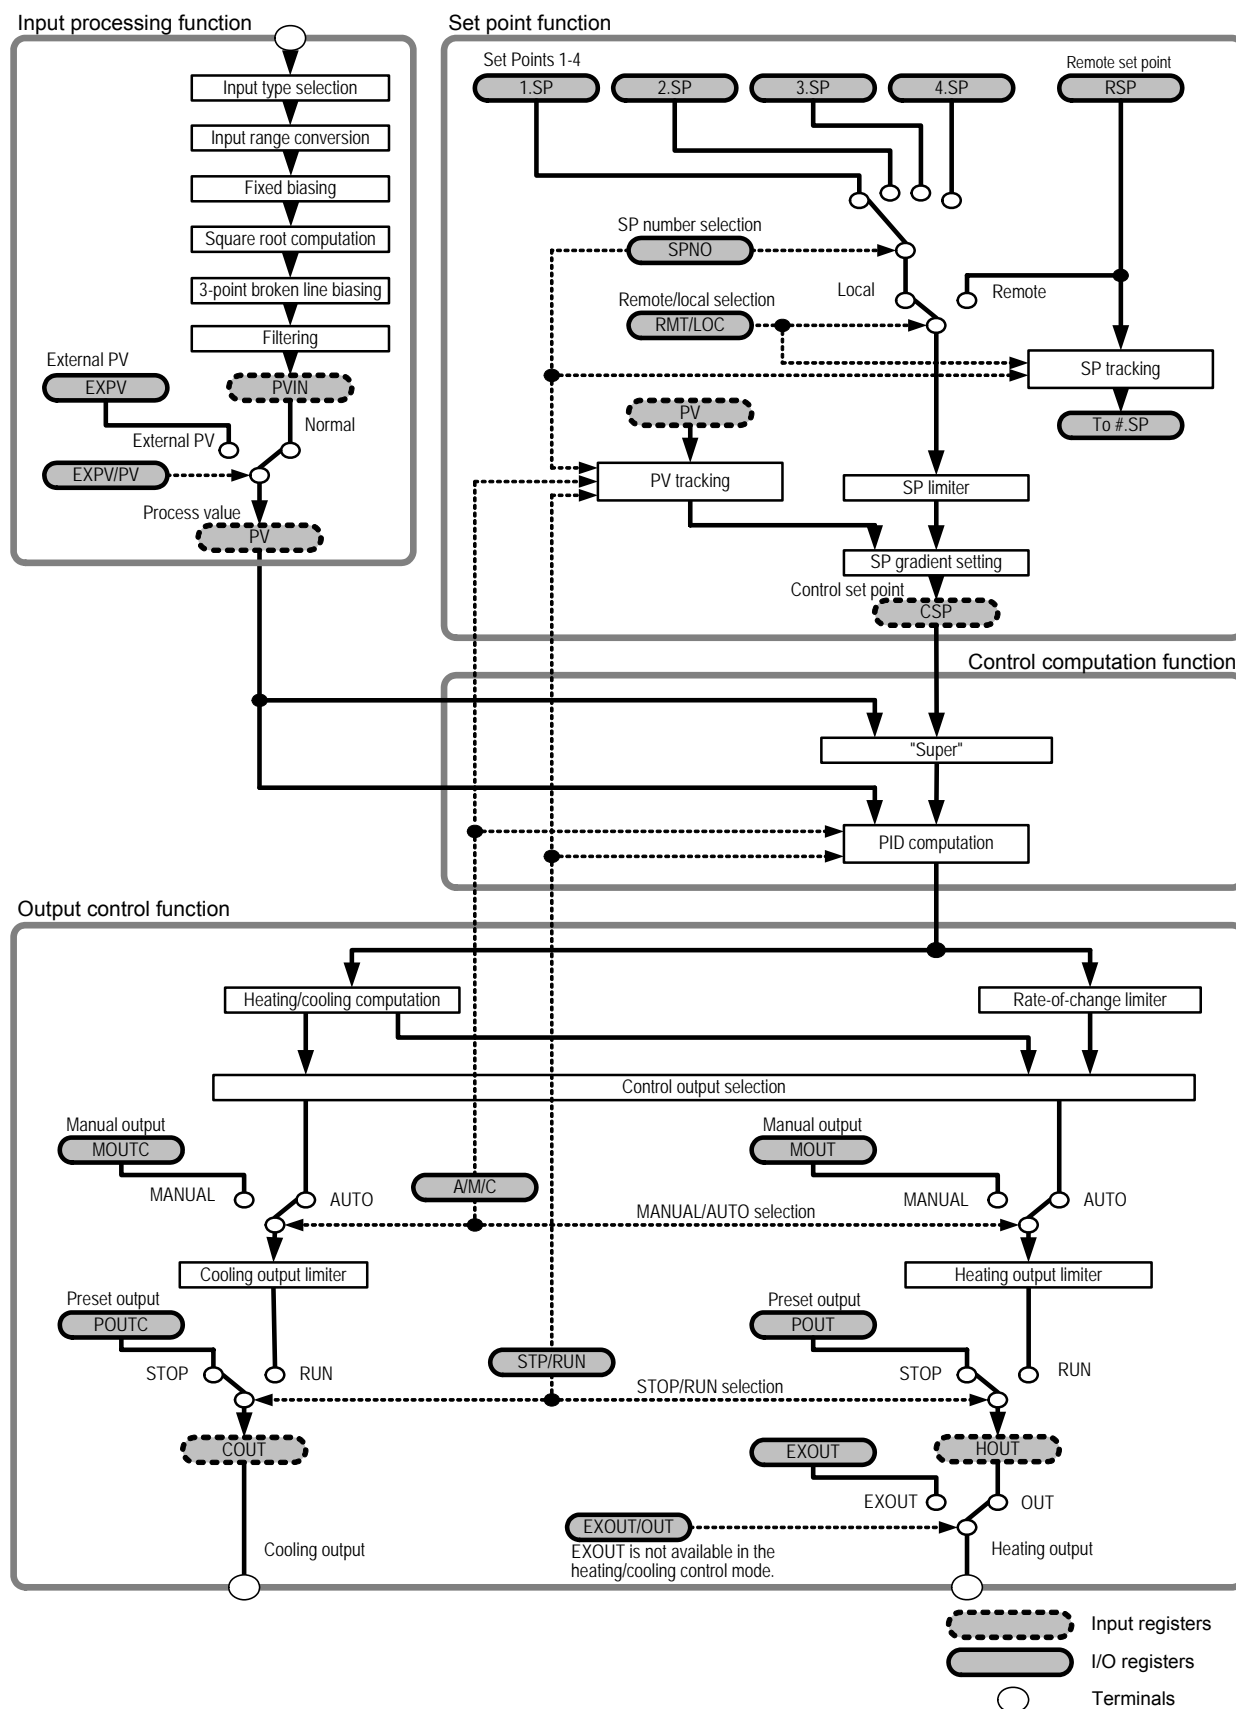 Input processing function
Input type selection
Input range conversion
Fixed biasing
Square root computation
3-point broken line biasing
Filtering
External PV
EXPV
PVIN
Normal
External PV
EXPV/PV
Process value
PV
Set point function
Set Points 1-4
1.SP
2.SP
3.SP
4.SP
Remote set point
RSP
SP number selection
SPNO
Local
Remote
Remote/local selection
RMT/LOC
SP tracking
To #.SP
PV
PV tracking
SP limiter
SP gradient setting
Control set point
CSP
Control computation function
"Super"
PID computation
Output control function
Heating/cooling computation
Rate-of-change limiter
Control output selection
Manual output
MOUTC
MANUAL
AUTO
A/M/C
Manual output
MOUT
MANUAL
AUTO
MANUAL/AUTO selection
Cooling output limiter
Heating output limiter
Preset output
POUTC
STOP
RUN
STP/RUN
Preset output
POUT
STOP
RUN
STOP/RUN selection
COUT
EXOUT
HOUT
EXOUT
OUT
EXOUT/OUT
EXOUT is not available in the
heating/cooling control mode.
Cooling output
Heating output
Input registers
I/O registers
Terminals